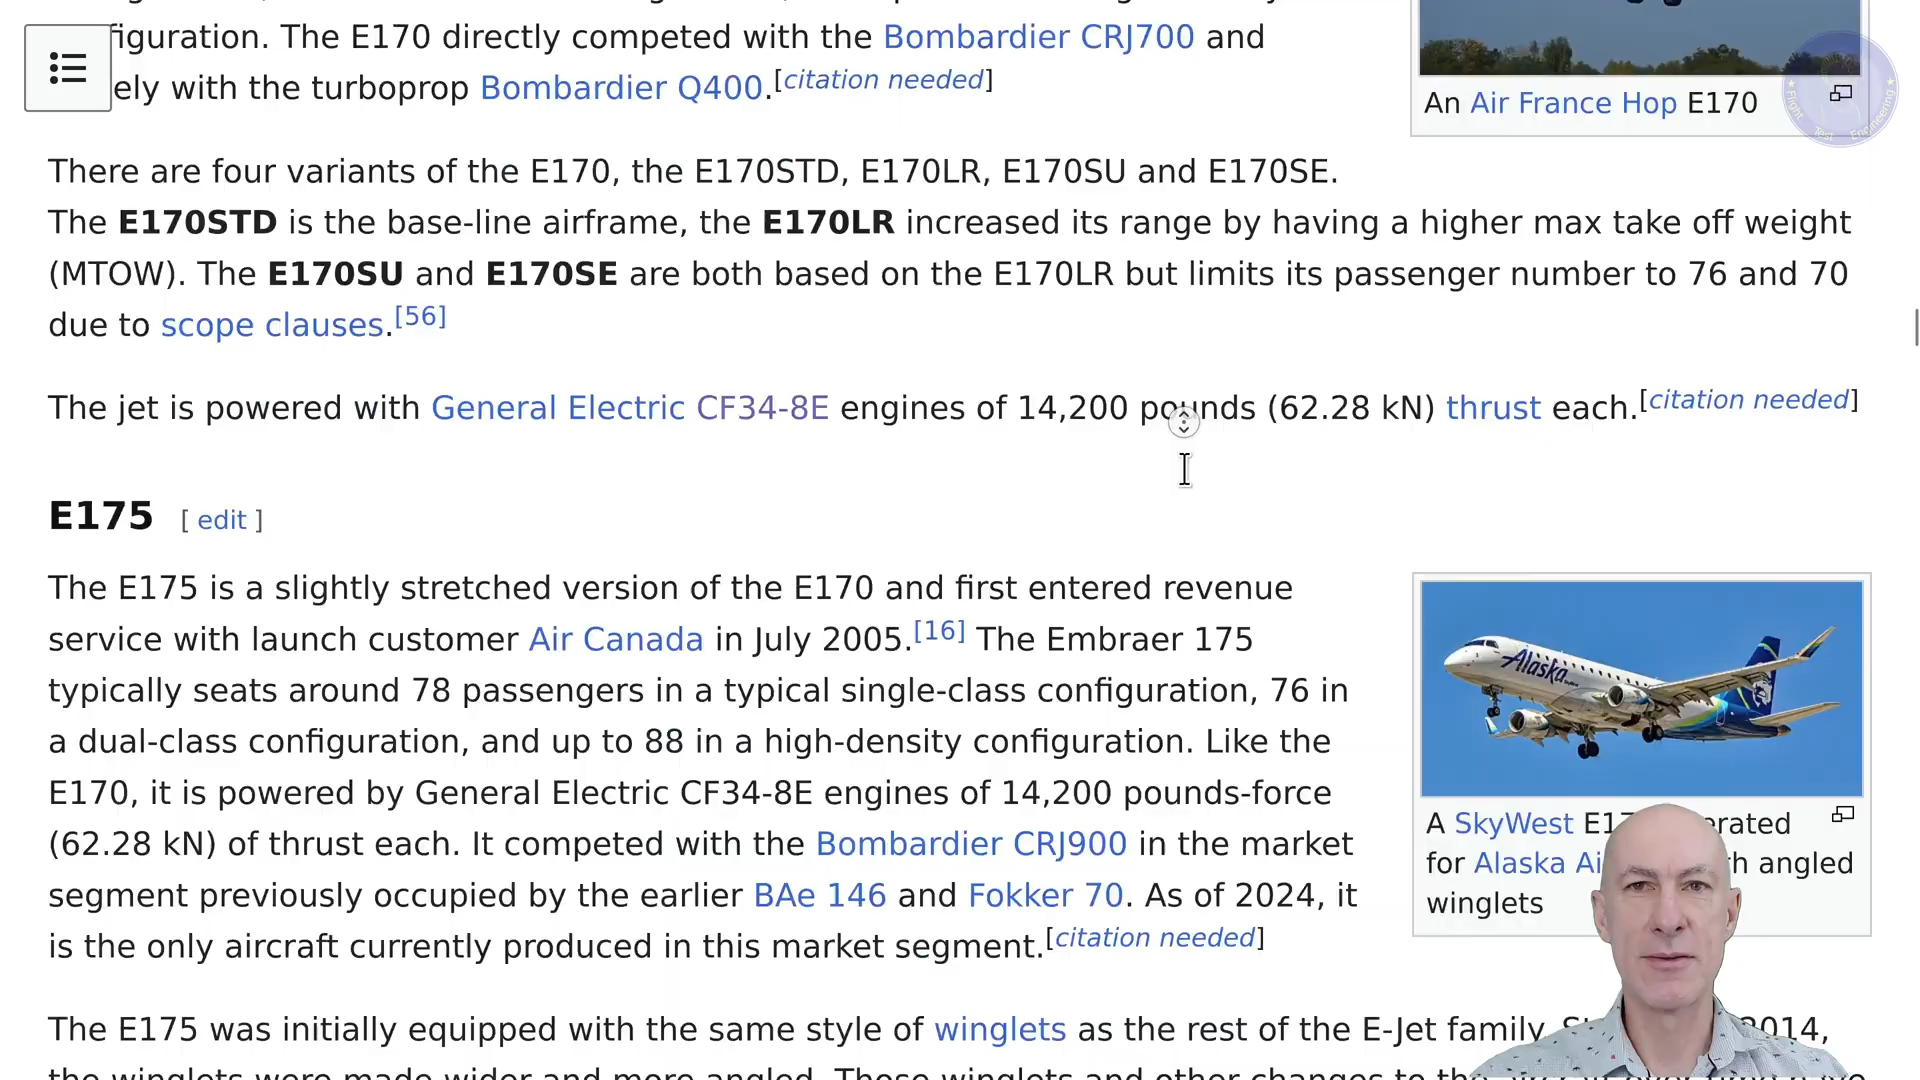 figuration. The E170 directly competed with the Bombardier CRJ700 and
ely with the turboprop Bombardier Q400.[citation needed]
An Air France Hop E170
Flight Test Engineering
There are four variants of the E170, the E170STD, E170LR, E170SU and E170SE.
The E170STD is the base-line airframe, the E170LR increased its range by having a higher max take off weight
(MTOW). The E170SU and E170SE are both based on the E170LR but limits its passenger number to 76 and 70
due to scope clauses.[56]
The jet is powered with General Electric CF34-8E engines of 14,200 pounds (62.28 kN) thrust each.[citation needed]
E175 [ edit ]
The E175 is a slightly stretched version of the E170 and first entered revenue
service with launch customer Air Canada in July 2005.[16] The Embraer 175
typically seats around 78 passengers in a typical single-class configuration, 76 in
a dual-class configuration, and up to 88 in a high-density configuration. Like the
E170, it is powered by General Electric CF34-8E engines of 14,200 pounds-force
(62.28 kN) of thrust each. It competed with the Bombardier CRJ900 in the market
segment previously occupied by the earlier BAe 146 and Fokker 70. As of 2024, it
is the only aircraft currently produced in this market segment.[citation needed]
Alaska
A SkyWest E17 erated
for Alaska Ai h angled
winglets
The E175 was initially equipped with the same style of winglets as the rest of the E-Jet family. 2014,
the winglets were made wider and more angled. These winglets and other changes to the aircraft